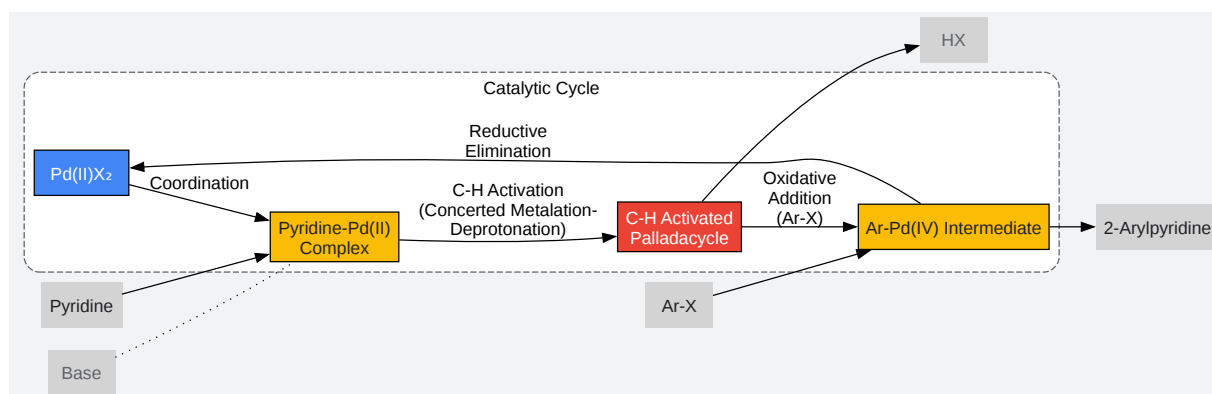 HX
Catalytic Cycle
Reductive
Elimination
Pd(II)X₂
Coordination
C-H Activation
(Concerted Metalation-
Deprotonation)
Oxidative
Addition
(Ar-X)
Pyridine-Pd(II)
Complex
C-H Activated
Palladacycle
Ar-Pd(IV) Intermediate
2-Arylpyridine
Pyridine
Ar-X
Base